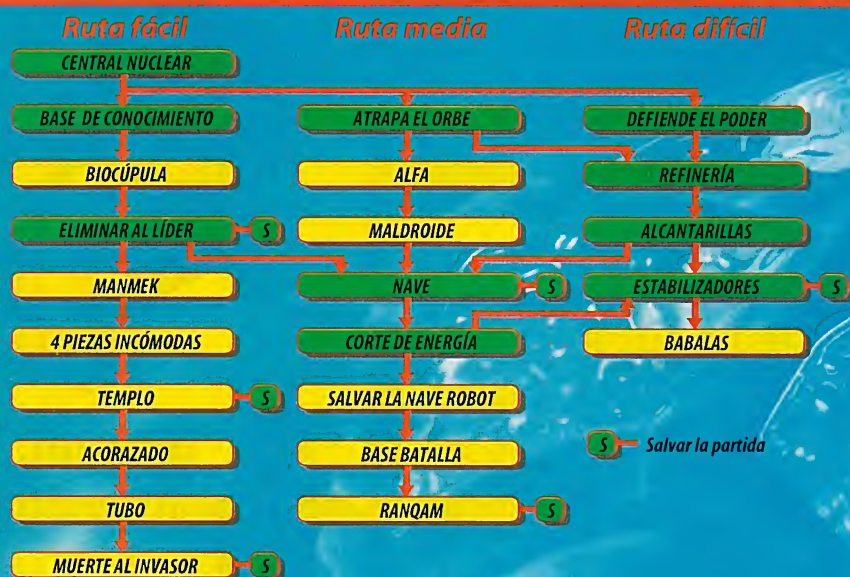 Ruta fácil
CENTRAL NUCLEAR
BASE DE CONOCIMIENTO
BIOCÚPULA
ELIMINAR AL LÍDER S
MANMEK
4 PIEZAS INCÓMODAS
TEMPLO S
ACORAZADO
TUBO
MUERTE AL INVASOR S
Ruta media
ATRAPA EL ORBE
ALFA
MALDROIDE
NAVE S
CORTE DE ENERGÍA
SALVAR LA NAVE ROBOT
BASE BATALLA
RANQAM S
Ruta difícil
DEFIENDE EL PODER
REFINERÍA
ALCANTARILLAS
ESTABILIZADORES S
BABALAS
S Salvar la partida